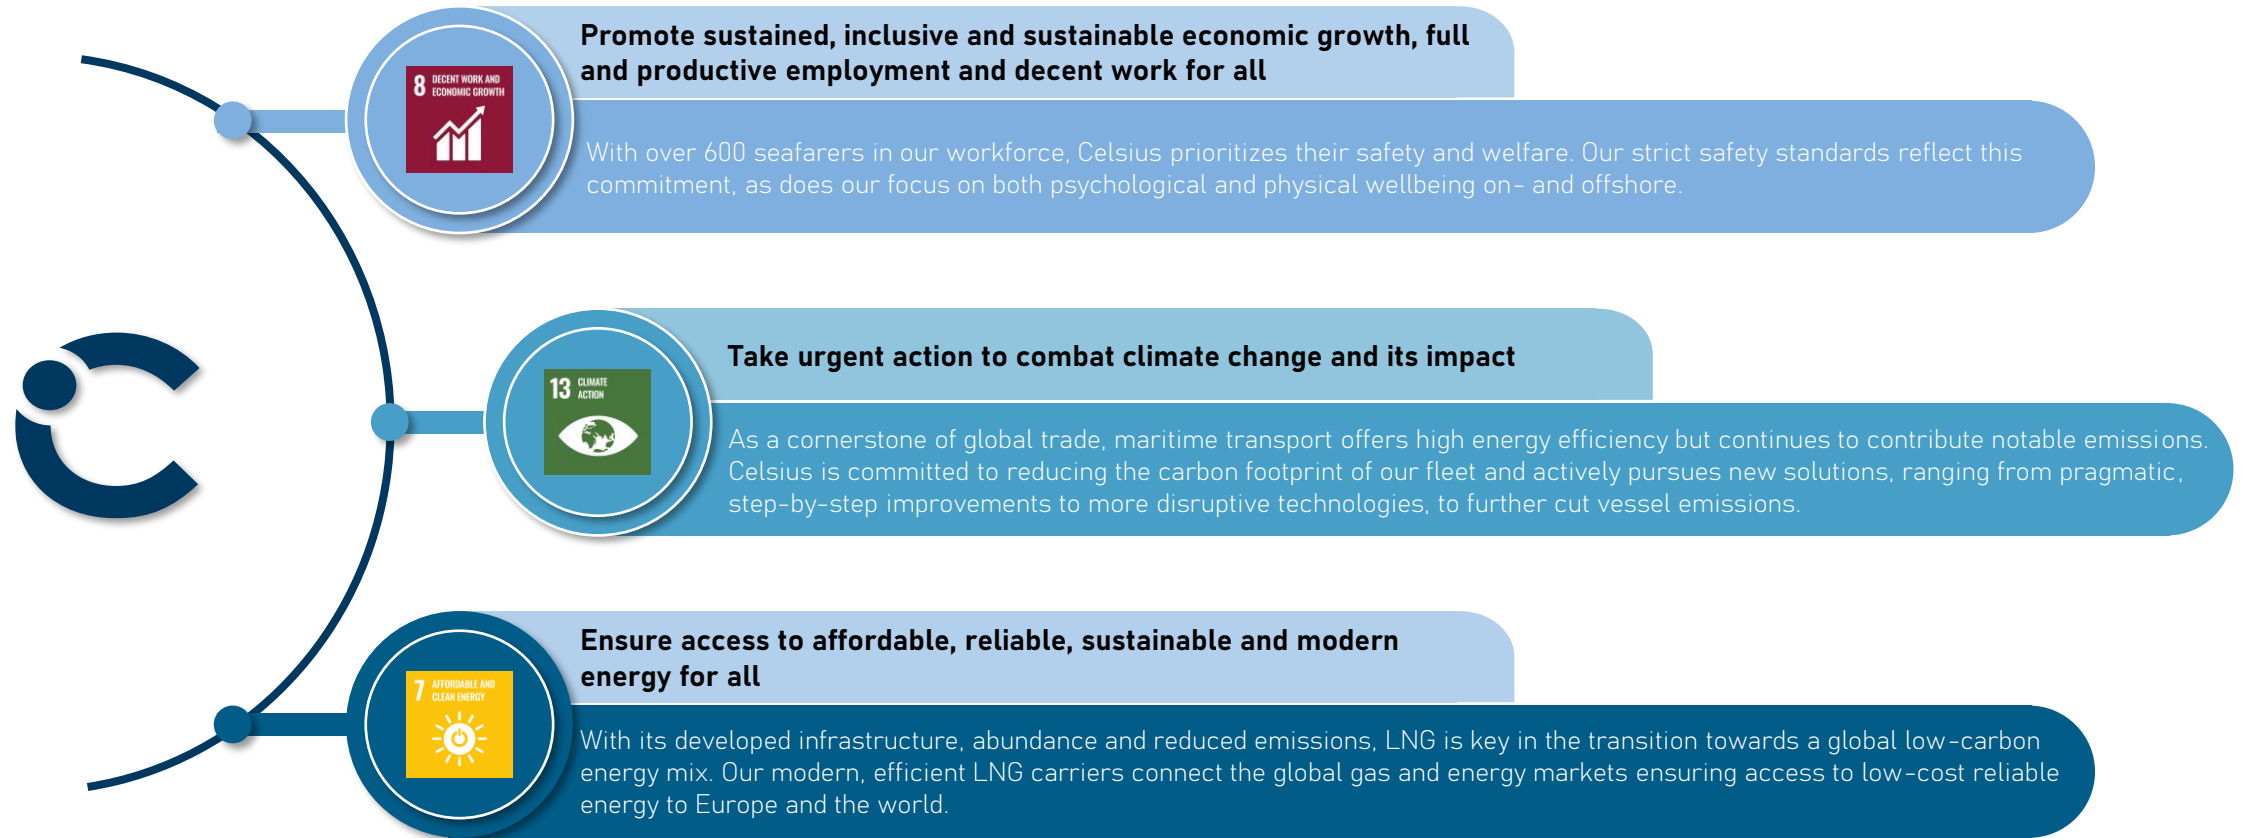 Promote sustained, inclusive and sustainable economic growth, full
and productive employment and decent work for all
8 DECENT WORK AND
ECONOMIC GROWTH
With over 600 seafarers in our workforce, Celsius prioritizes their safety and welfare. Our strict safety standards reflect this
commitment, as does our focus on both psychological and physical wellbeing on- and offshore.
Take urgent action to combat climate change and its impact
13 CLIMATE
ACTION
As a cornerstone of global trade, maritime transport offers high energy efficiency but continues to contribute notable emissions.
Celsius is committed to reducing the carbon footprint of our fleet and actively pursues new solutions, ranging from pragmatic,
step-by-step improvements to more disruptive technologies, to further cut vessel emissions.
Ensure access to affordable, reliable, sustainable and modern
energy for all
7 AFFORDABLE AND
CLEAN ENERGY
With its developed infrastructure, abundance and reduced emissions, LNG is key in the transition towards a global low-carbon
energy mix. Our modern, efficient LNG carriers connect the global gas and energy markets ensuring access to low-cost reliable
energy to Europe and the world.